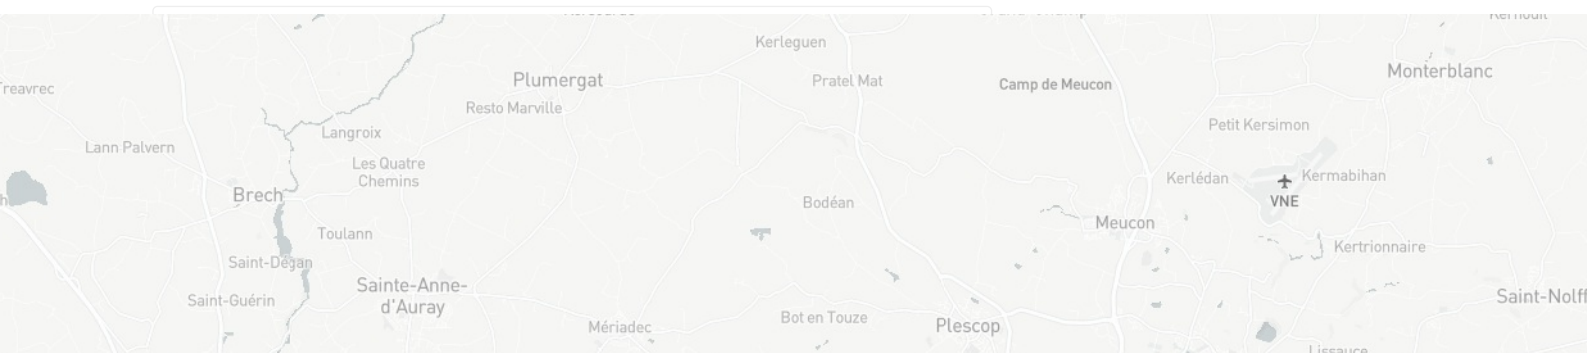 Kerleguen
Plumergat
Pratel Mat
Camp de Meucon
Monterblanc
Resto Marville
Langroix
Petit Kersimon
Lann Palvern
Les Quatre
Chemins
Kerlédan
Kermabihan
Brech
VNE
Bodéan
Meucon
Toulann
Kertrionnaire
Saint-Dégan
Sainte-Anne-
d'Auray
Saint-Guérin
Saint-Nolff
Bot en Touze
Plescop
Mériadec